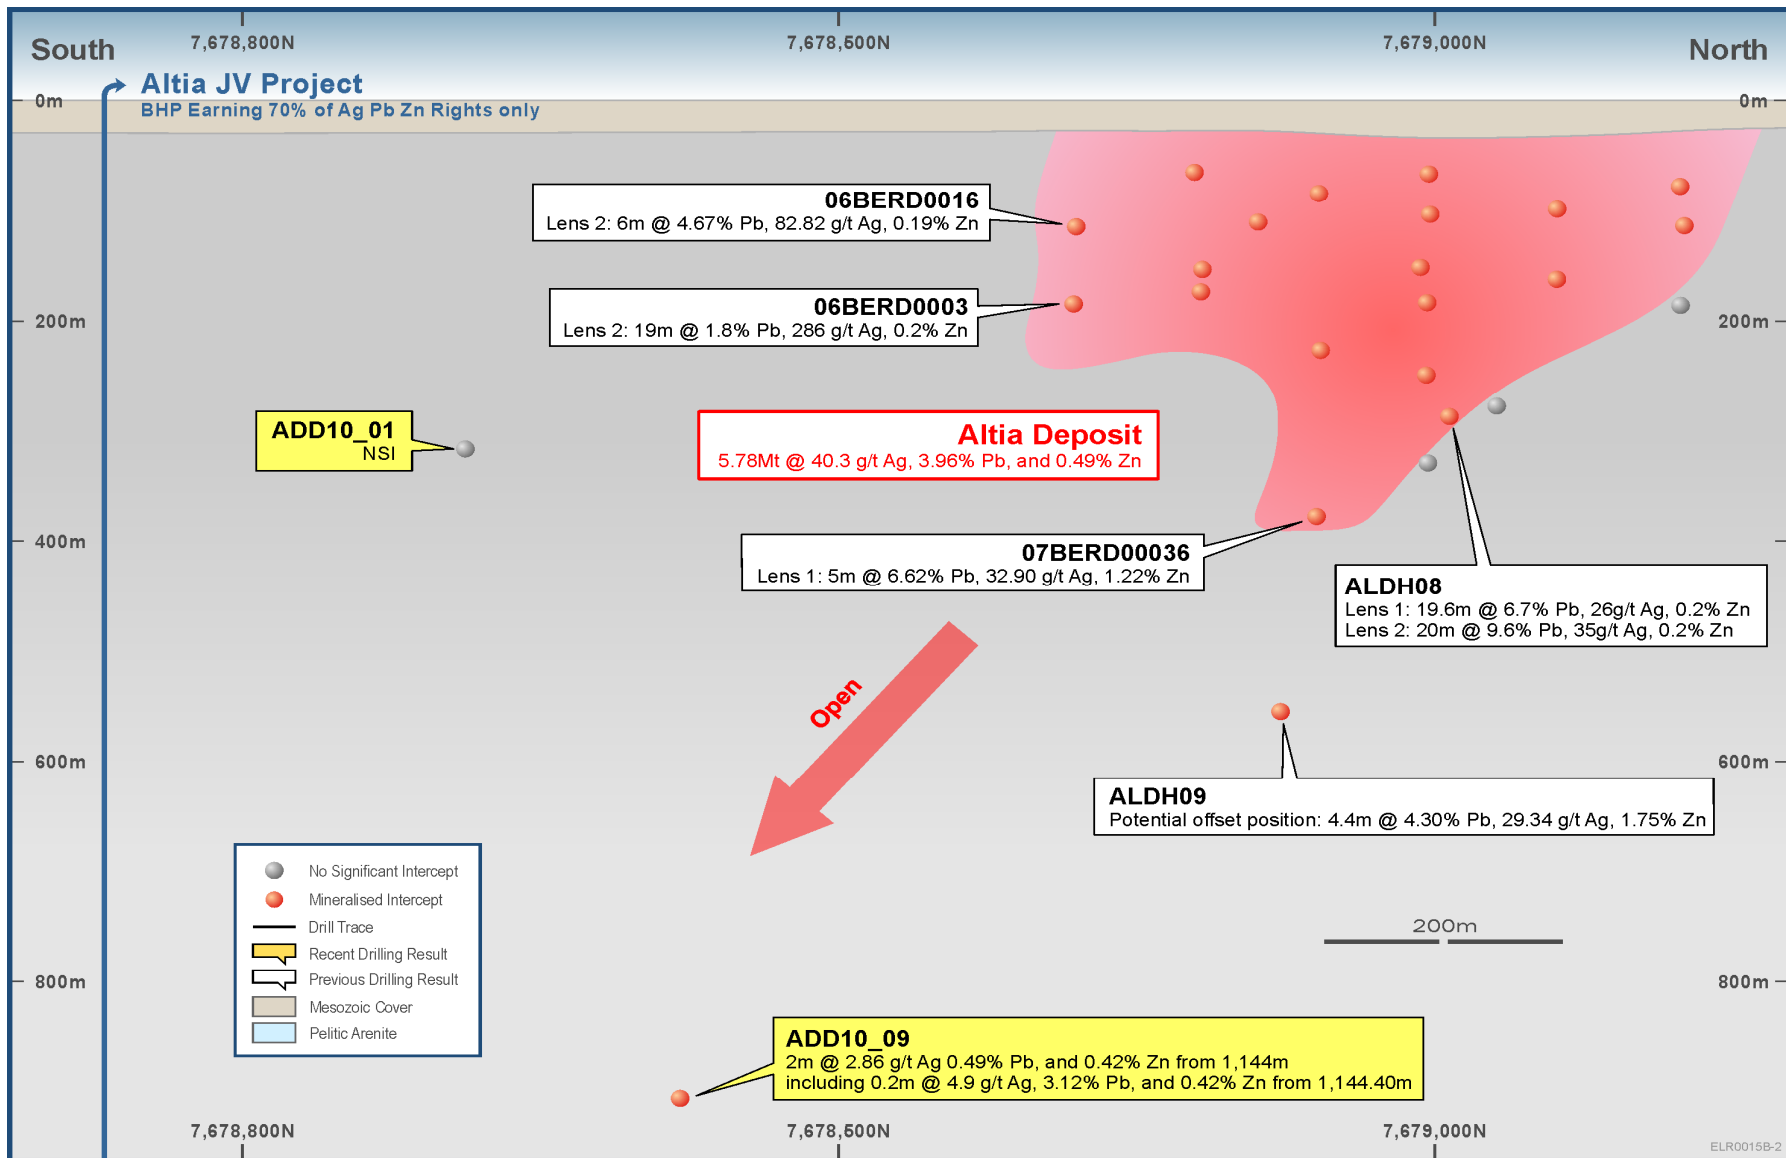 South
7,678,800N
7,678,500N
7,679,000N
North
Altia JV Project
BHP Earning 70% of Ag Pb Zn Rights only
0m
0m
06BERD0016
Lens 2: 6m @ 4.67% Pb, 82.82 g/t Ag, 0.19% Zn
06BERD0003
Lens 2: 19m @ 1.8% Pb, 286 g/t Ag, 0.2% Zn
200m
200m
ADD10_01
NSI
Altia Deposit
5.78Mt @ 40.3 g/t Ag, 3.96% Pb, and 0.49% Zn
400m
07BERD00036
Lens 1: 5m @ 6.62% Pb, 32.90 g/t Ag, 1.22% Zn
ALDH08
Lens 1: 19.6m @ 6.7% Pb, 26g/t Ag, 0.2% Zn
Lens 2: 20m @ 9.6% Pb, 35g/t Ag, 0.2% Zn
Open
600m
600m
ALDH09
Potential offset position: 4.4m @ 4.30% Pb, 29.34 g/t Ag, 1.75% Zn
No Significant Intercept
Mineralised Intercept
Drill Trace
Recent Drilling Result
Previous Drilling Result
Mesozoic Cover
Pelitic Arenite
200m
800m
800m
ADD10_09
2m @ 2.86 g/t Ag 0.49% Pb, and 0.42% Zn from 1,144m
including 0.2m @ 4.9 g/t Ag, 3.12% Pb, and 0.42% Zn from 1,144.40m
7,678,800N
7,678,500N
7,679,000N
ELR0015B-2